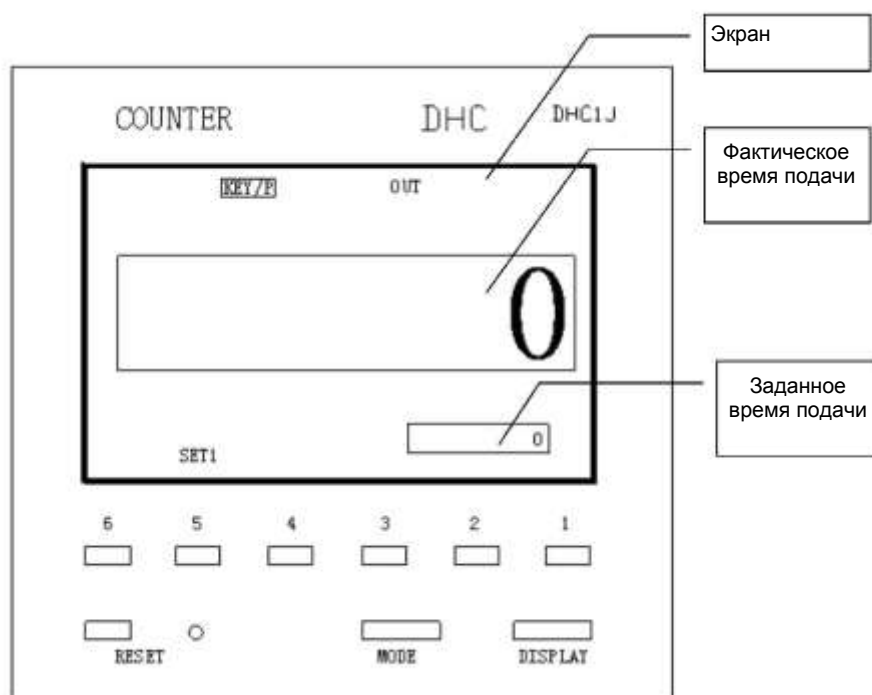 Экран
COUNTER DHC DHC1J
Фактическое
время подачи
KEY/P OUT
0
Заданное
время подачи
0
SET1
6 5 4 3 2 1
RESET MODE DISPLAY